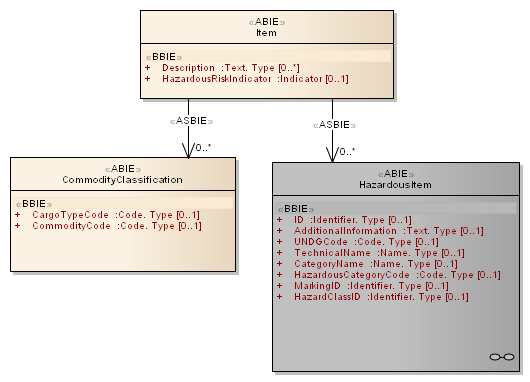 «ABIE»
Item
«BBIE»
+ Description :Text. Type [0..*]
+ HazardousRiskIndicator :Indicator [0..1]
«ASBIE»
«ASBIE»
0..*
0..*
«ABIE»
CommodityClassification
«BBIE»
+ CargoTypeCode :Code. Type [0..1]
+ CommodityCode :Code. Type [0..1]
«ABIE»
HazardousItem
«BBIE»
+ ID :Identifier. Type [0..1]
+ AdditionalInformation :Text. Type [0..1]
+ UNDGCode :Code. Type [0..1]
+ TechnicalName :Name. Type [0..1]
+ CategoryName :Name. Type [0..1]
+ HazardousCategoryCode :Code. Type [0..1]
+ MarkingID :Identifier. Type [0..1]
+ HazardClassID :Identifier. Type [0..1]